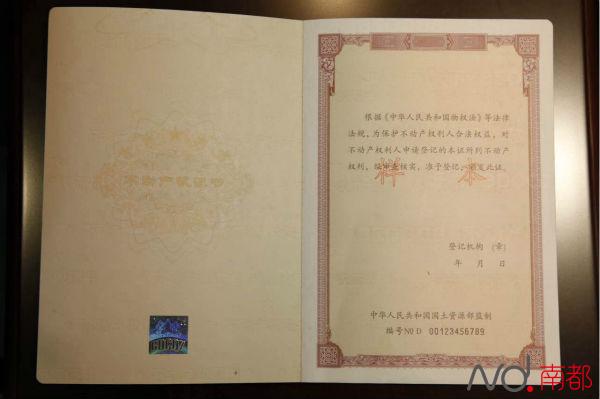 不动产权证书
根据《中华人民共和国物权法》等法律
法规，为保护不动产权利人合法权益，对
不动产权利人申请登记的本证所列不动产
权利，经审查核实，准予登记，颁发此证。
样本
登记机构 （章）
年 月 日
中华人民共和国国土资源部监制
编号 NO D 00123456789
ND.南都